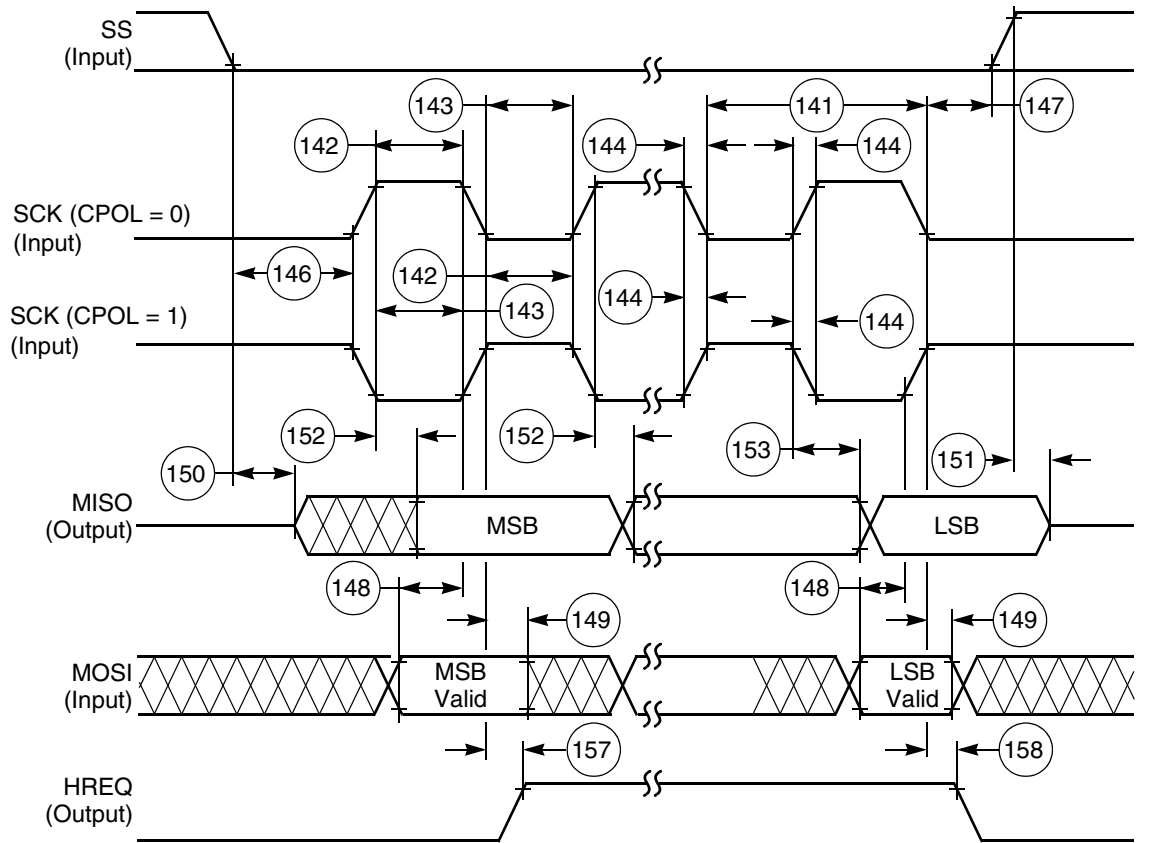 SS
(Input)
143
141
147
142
144
144
SCK (CPOL = 0)
(Input)
146
142
144
143
144
SCK (CPOL = 1)
(Input)
152
152
153
151
150
MISO
(Output)
MSB
LSB
148
148
149
149
MOSI
(Input)
MSB
Valid
LSB
Valid
157
158
HREQ
(Output)